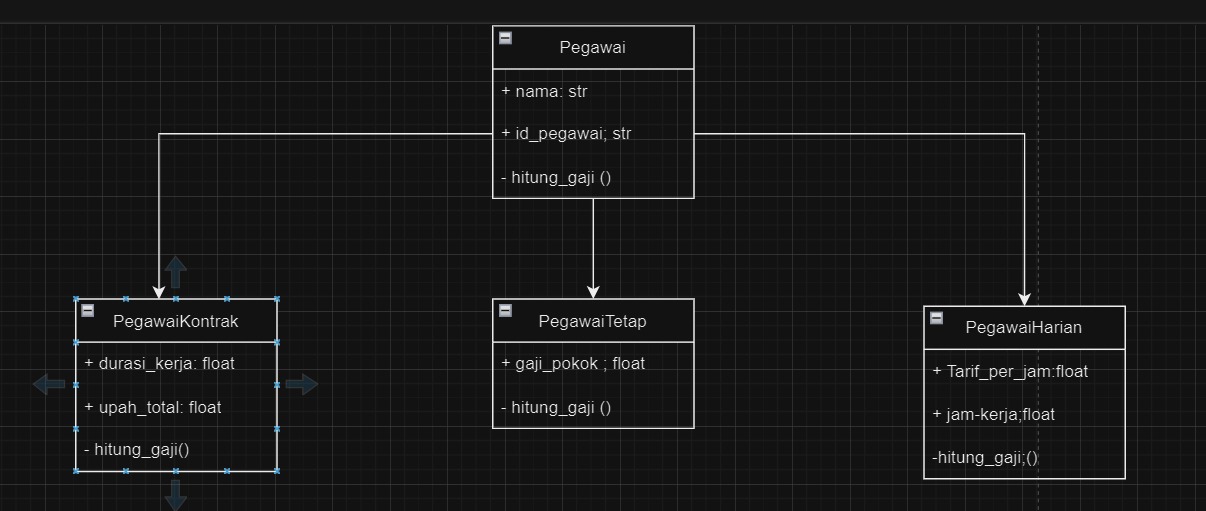 Pegawai
+ nama: str
+ id_pegawai; str
- hitung_gaji ()
PegawaiKontrak
+ durasi_kerja: float
+ upah_total: float
- hitung_gaji()
PegawaiTetap
+ gaji_pokok ; float
- hitung_gaji ()
PegawaiHarian
+ Tarif_per_jam:float
+ jam-kerja;float
-hitung_gaji;()